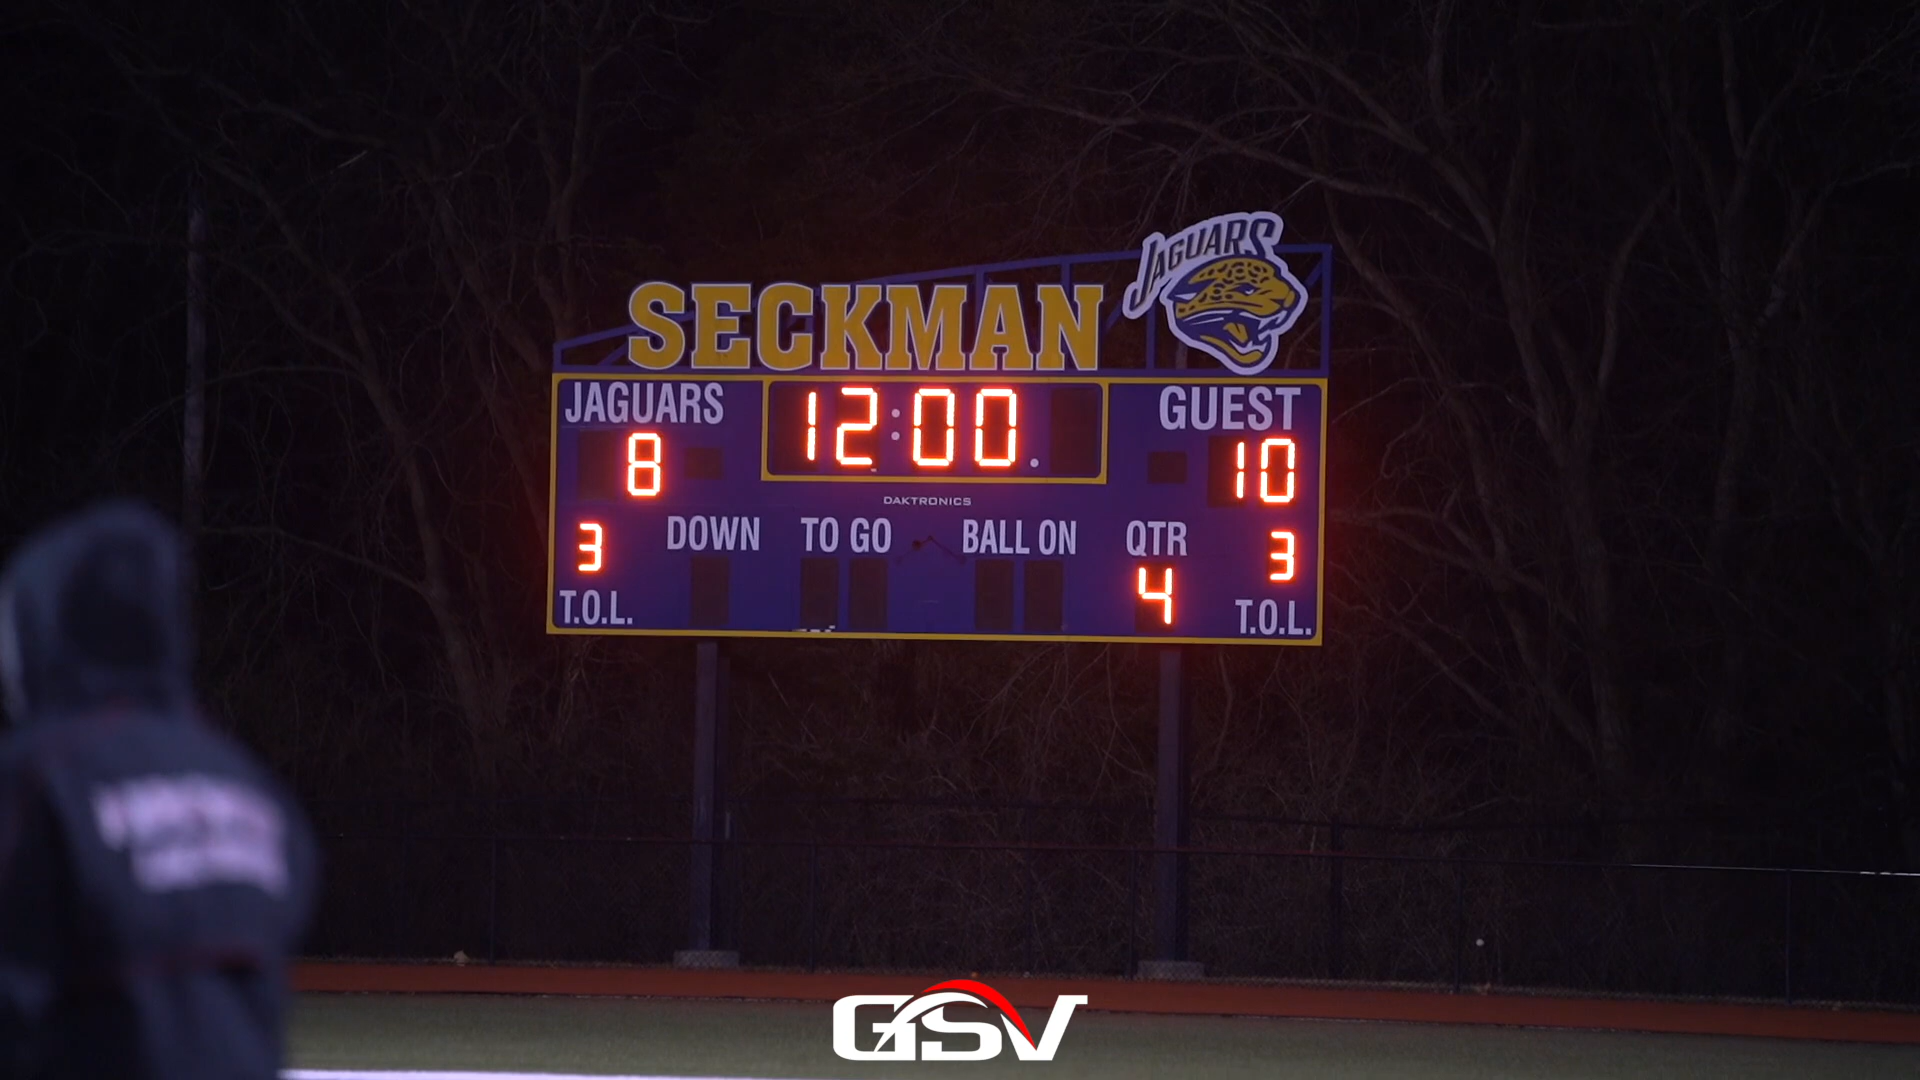 JAGUARS
SECKMAN
JAGUARS 12:00 GUEST
8 10
DAKTRONICS
3 DOWN TO GO BALL ON QTR 3
T.O.L. 4 T.O.L.
GSV